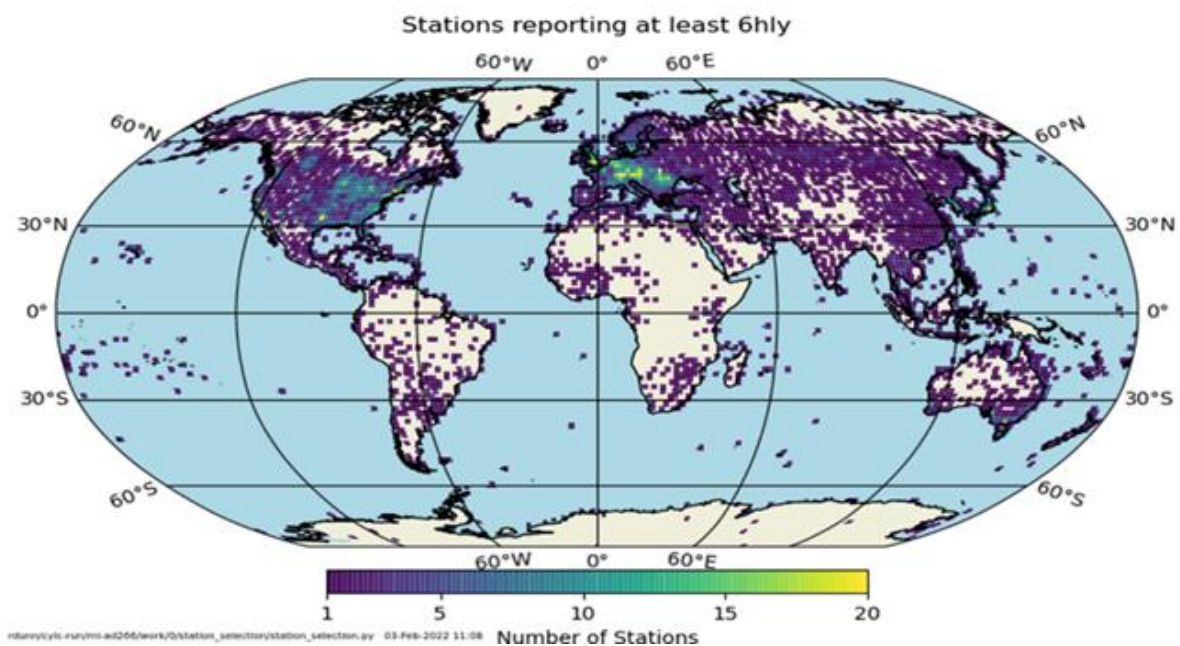 Stations reporting at least 6hly
60°W 0° 60°E
60°N 60°N
30°N 30°N
0° 0°
30°S 30°S
60°S 60°S
60°W 0° 60°E
1 5 10 15 20
03-Feb-2022 11:08 Number of Stations